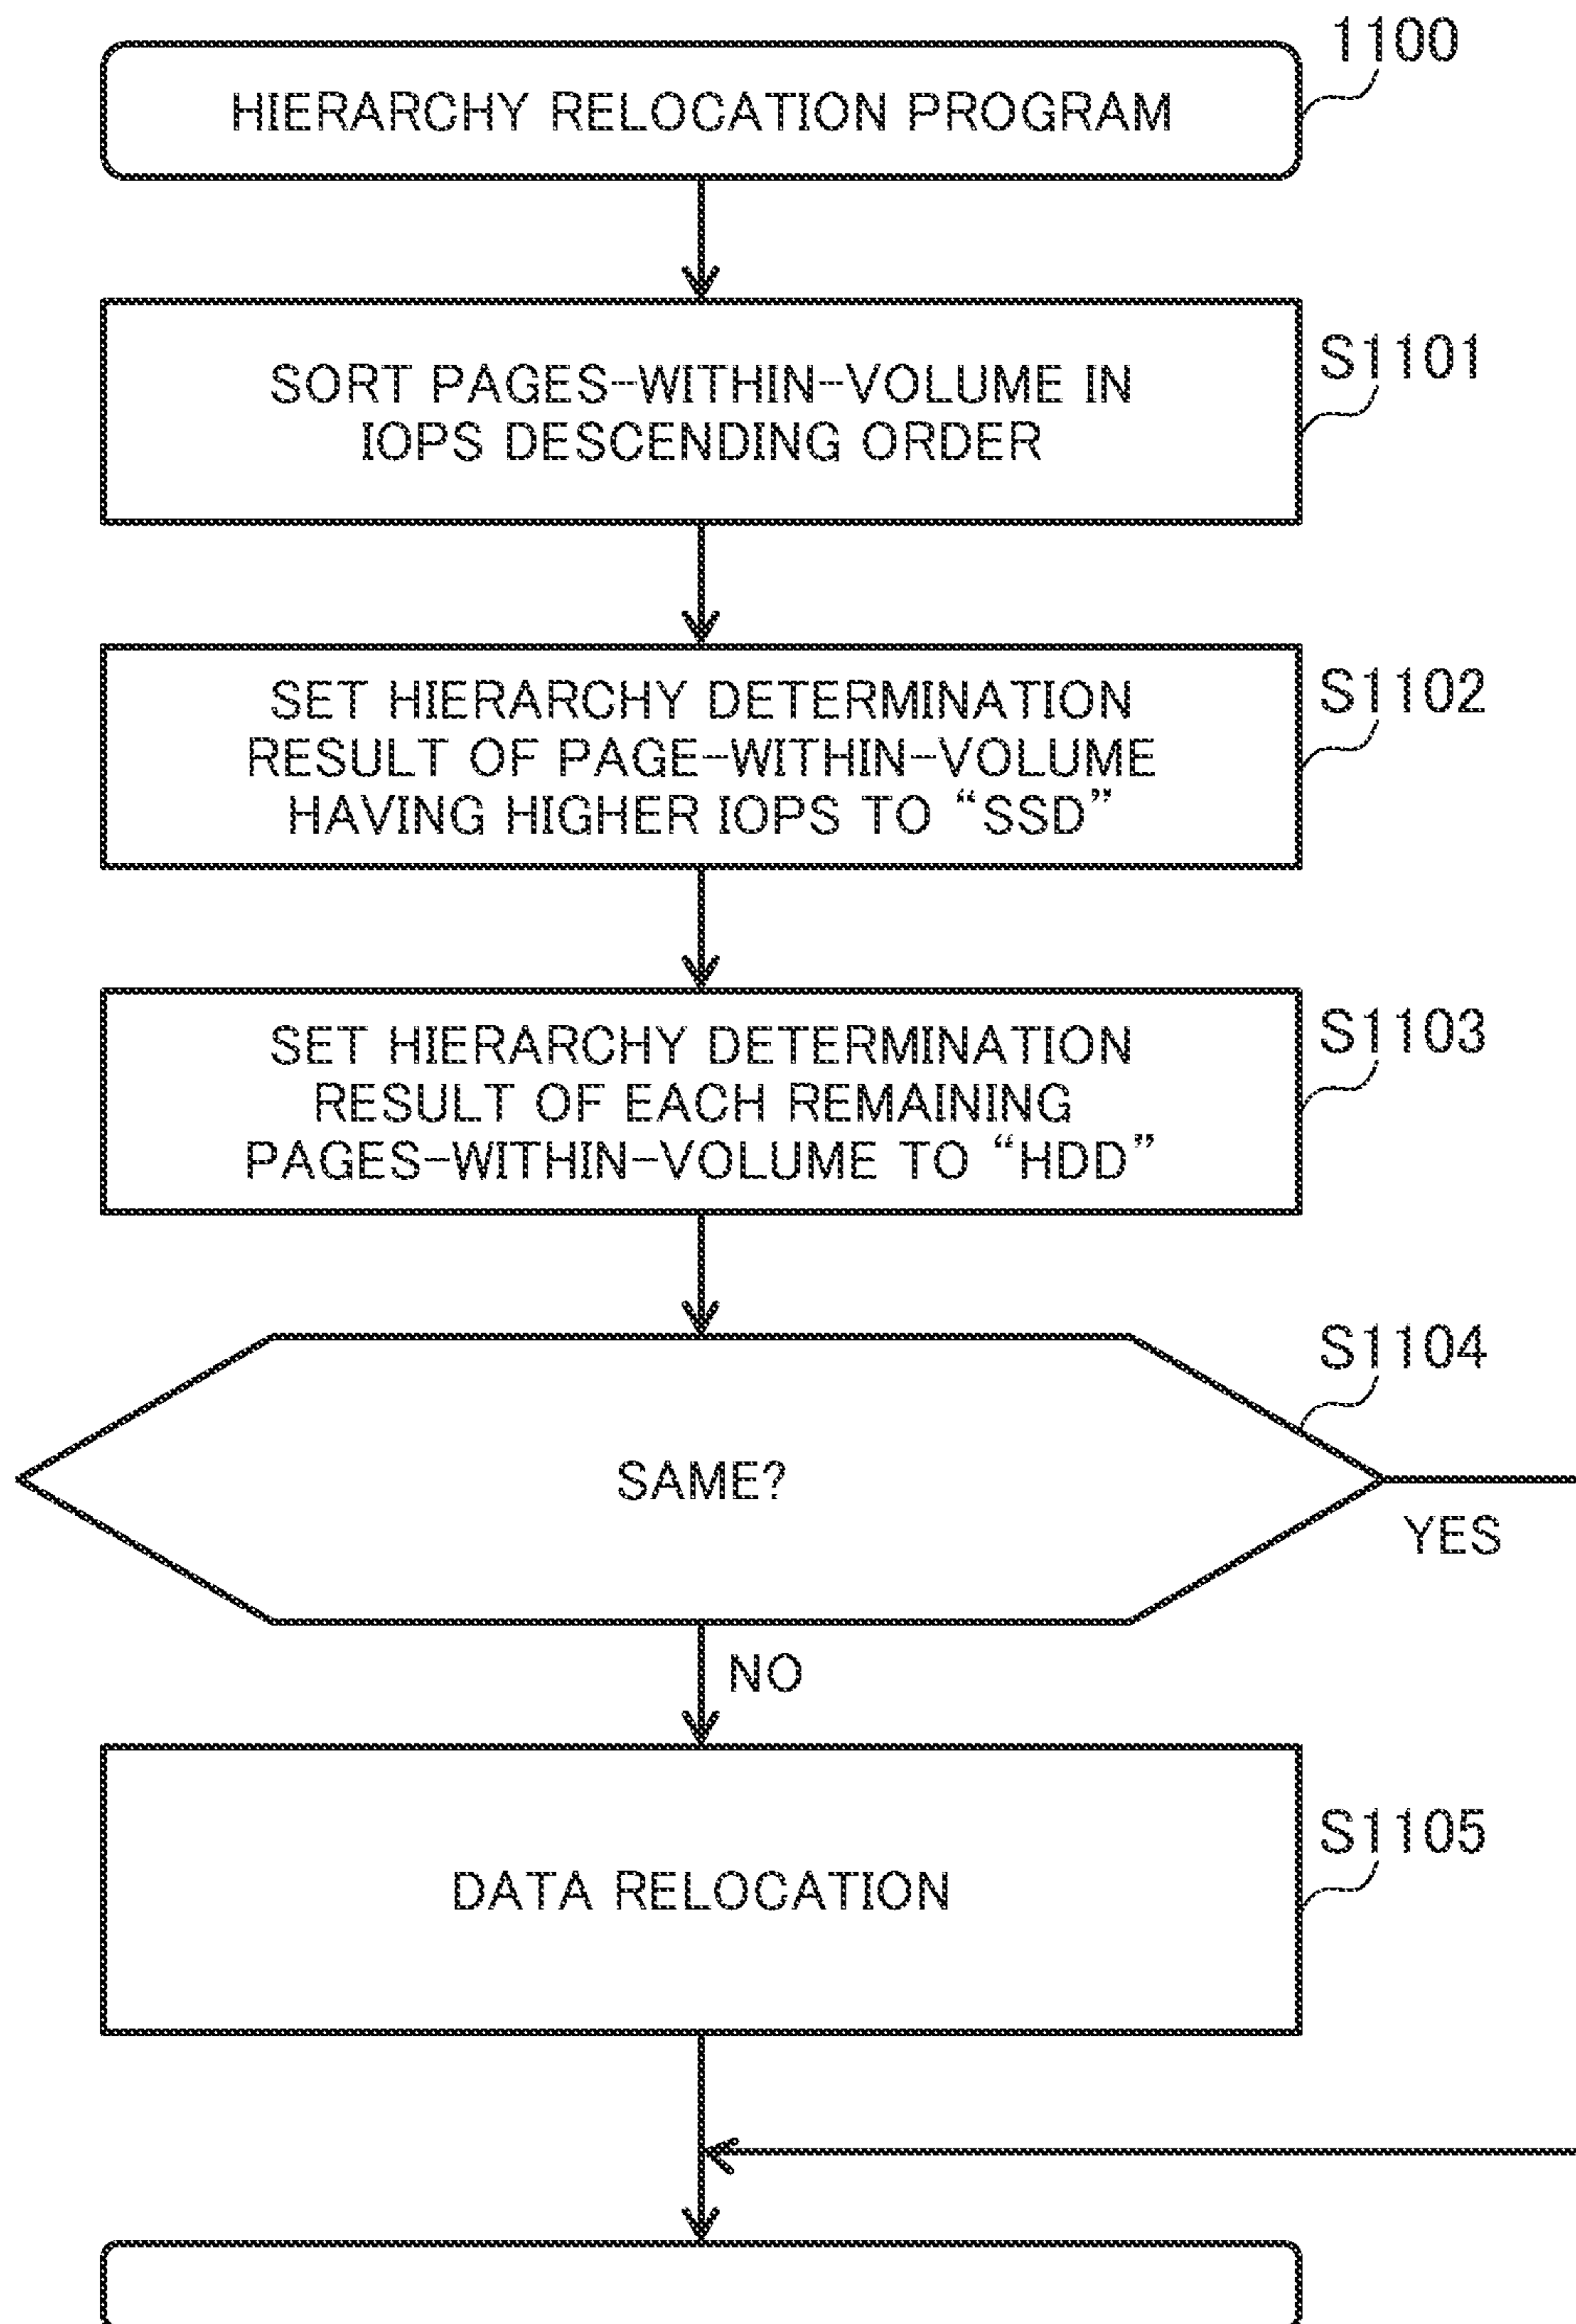 1100
HIERARCHY RELOCATION PROGRAM
S1101
SORT PAGES-WITHIN-VOLUME IN
IOPS DESCENDING ORDER
S1102
SET HIERARCHY DETERMINATION
RESULT OF PAGE-WITHIN-VOLUME
HAVING HIGHER IOPS TO “SSD”
S1103
SET HIERARCHY DETERMINATION
RESULT OF EACH REMAINING
PAGES-WITHIN-VOLUME TO “HDD”
S1104
SAME?
YES
NO
S1105
DATA RELOCATION